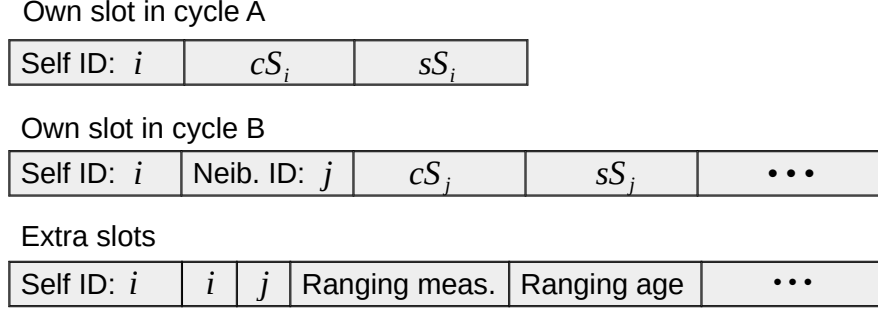 Own slot in cycle A
Self ID: i cS_i sS_i
Own slot in cycle B
Self ID: i Neib. ID: j cS_j sS_j •••
Extra slots
Self ID: i i j Ranging meas. Ranging age •••